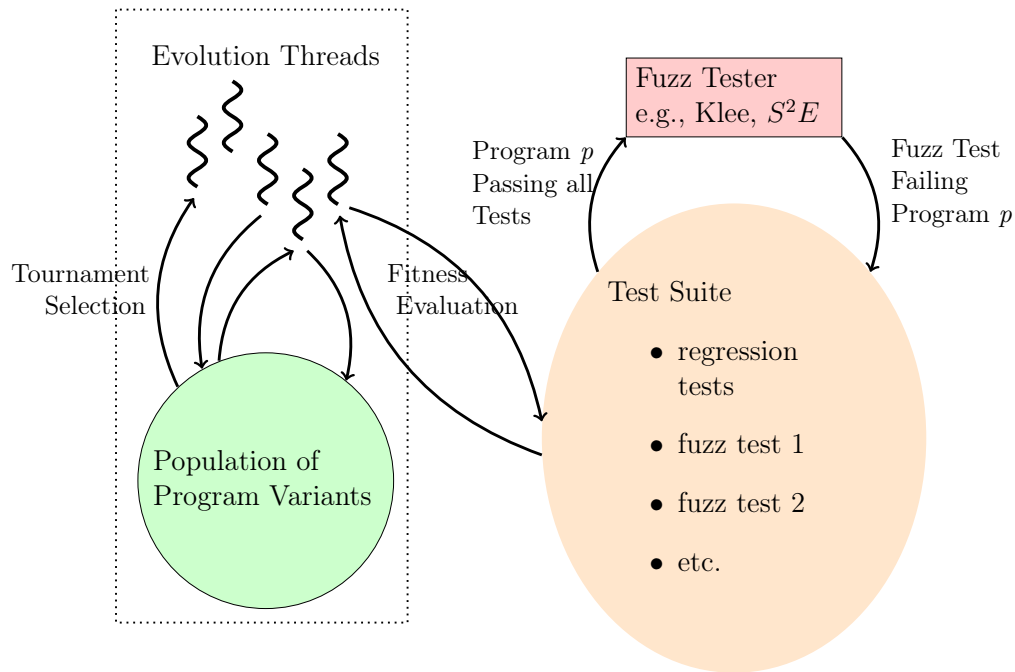 Evolution Threads
Fuzz Tester
e.g., Klee, S²E
Program p
Passing all
Tests
Fuzz Test
Failing
Program p
Tournament
Selection
Fitness
Evaluation
Test Suite
• regression
tests
• fuzz test 1
• fuzz test 2
• etc.
Population of
Program Variants